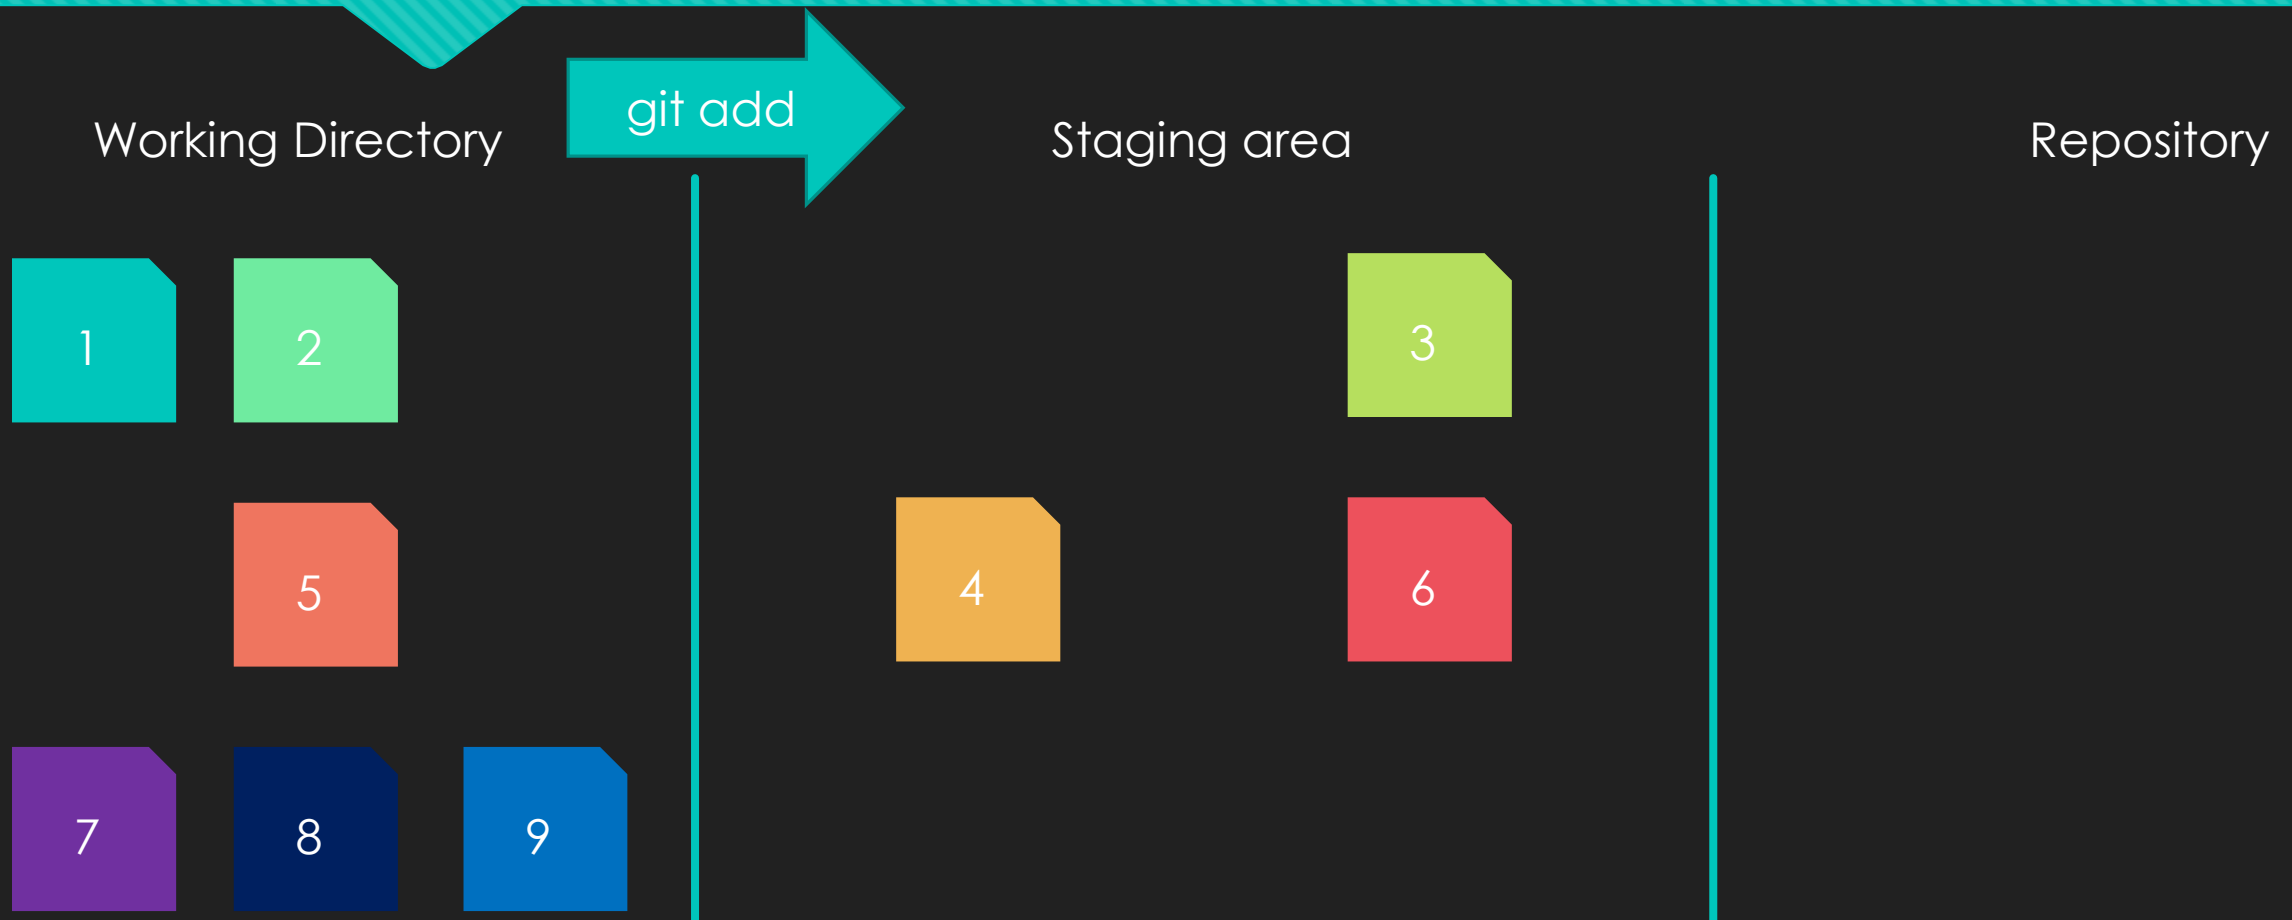 git add
Working Directory
Staging area
Repository
1
2
3
5
4
6
7
8
9